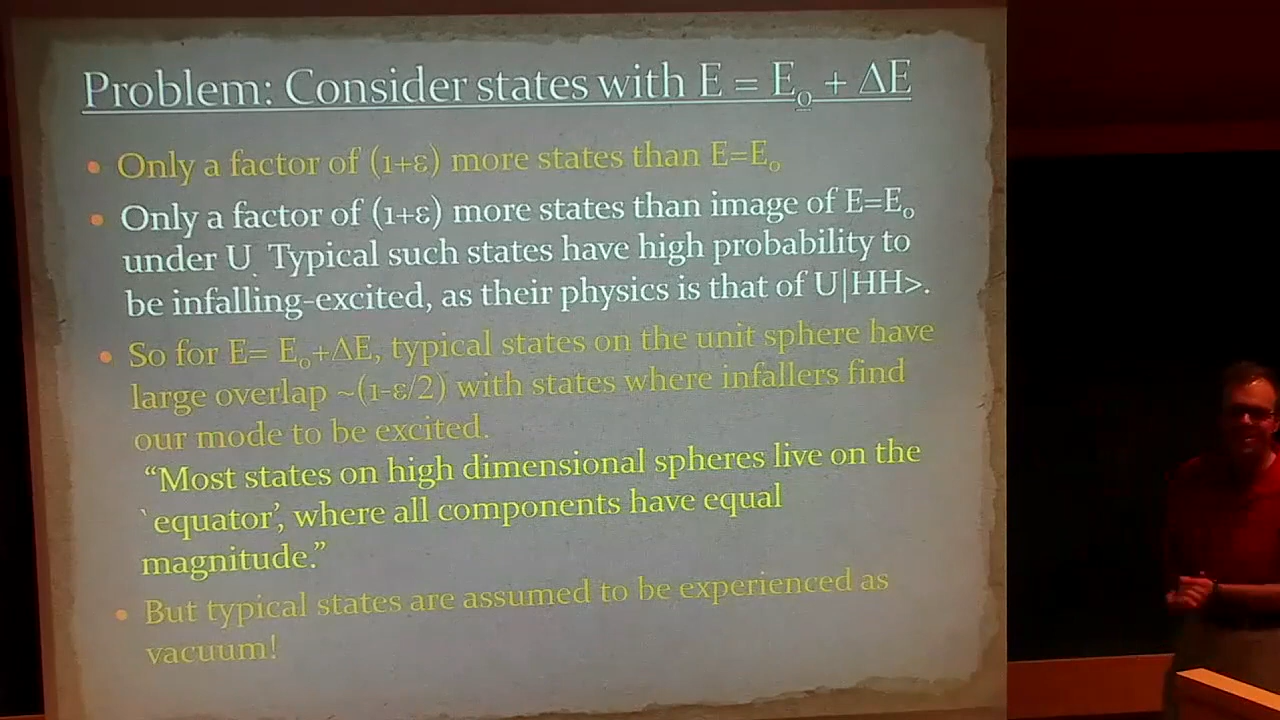 Problem: Consider states with E = E₀ + ΔE
• Only a factor of (1+ε) more states than E=E₀
• Only a factor of (1+ε) more states than image of E=E₀
under U. Typical such states have high probability to
be infalling-excited, as their physics is that of U|HH>.
• So for E= E₀+ΔE, typical states on the unit sphere have
large overlap ~(1-ε/2) with states where infallers find
our mode to be excited.
“Most states on high dimensional spheres live on the
`equator’, where all components have equal
magnitude.”
• But typical states are assumed to be experienced as
vacuum!